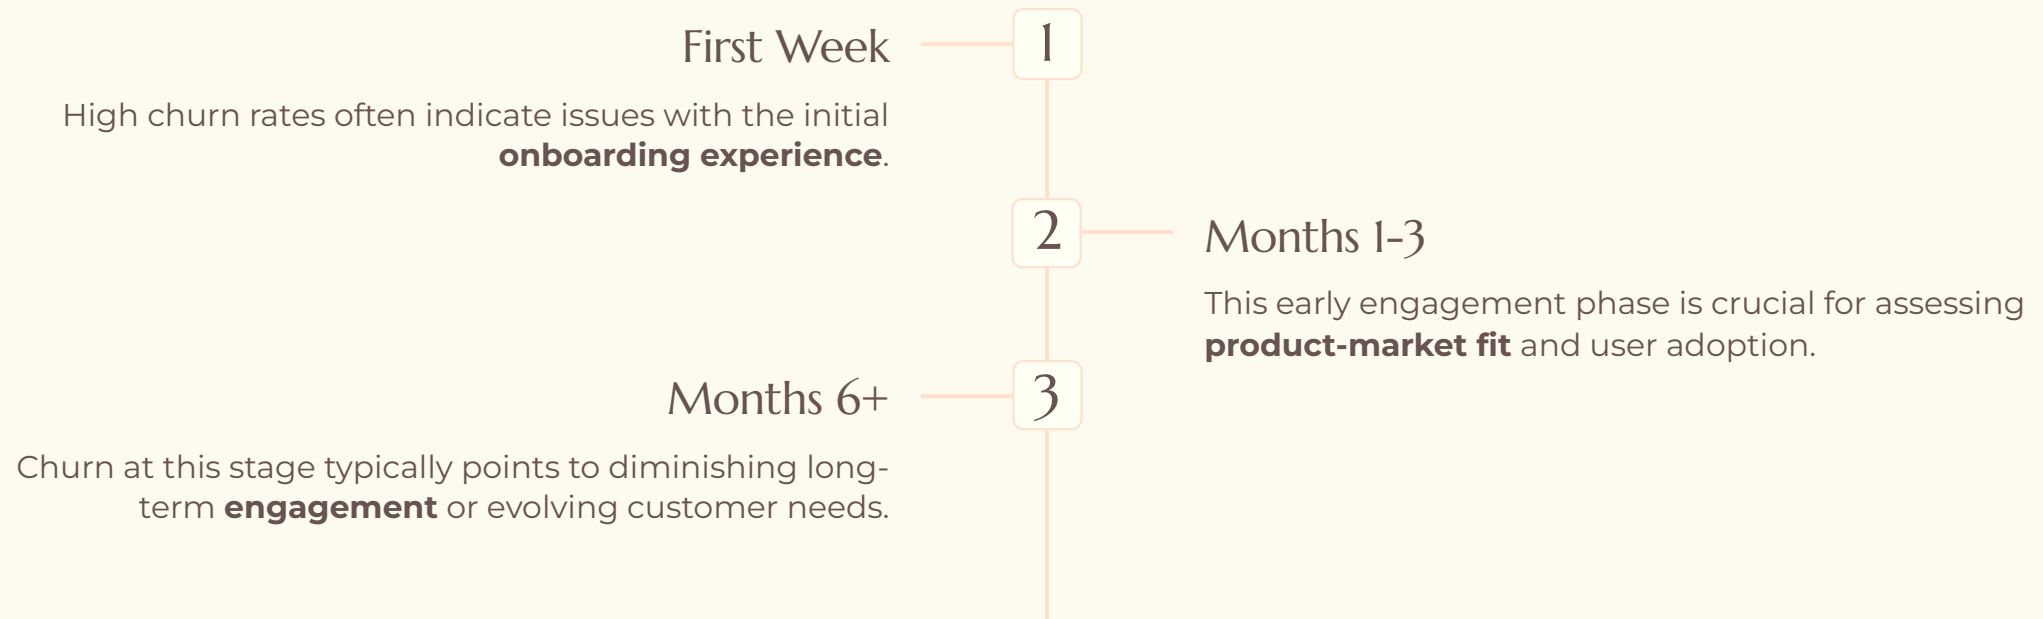 1
First Week
High churn rates often indicate issues with the initial
onboarding experience.
2
Months 1-3
This early engagement phase is crucial for assessing
product-market fit and user adoption.
3
Months 6+
Churn at this stage typically points to diminishing long-
term engagement or evolving customer needs.